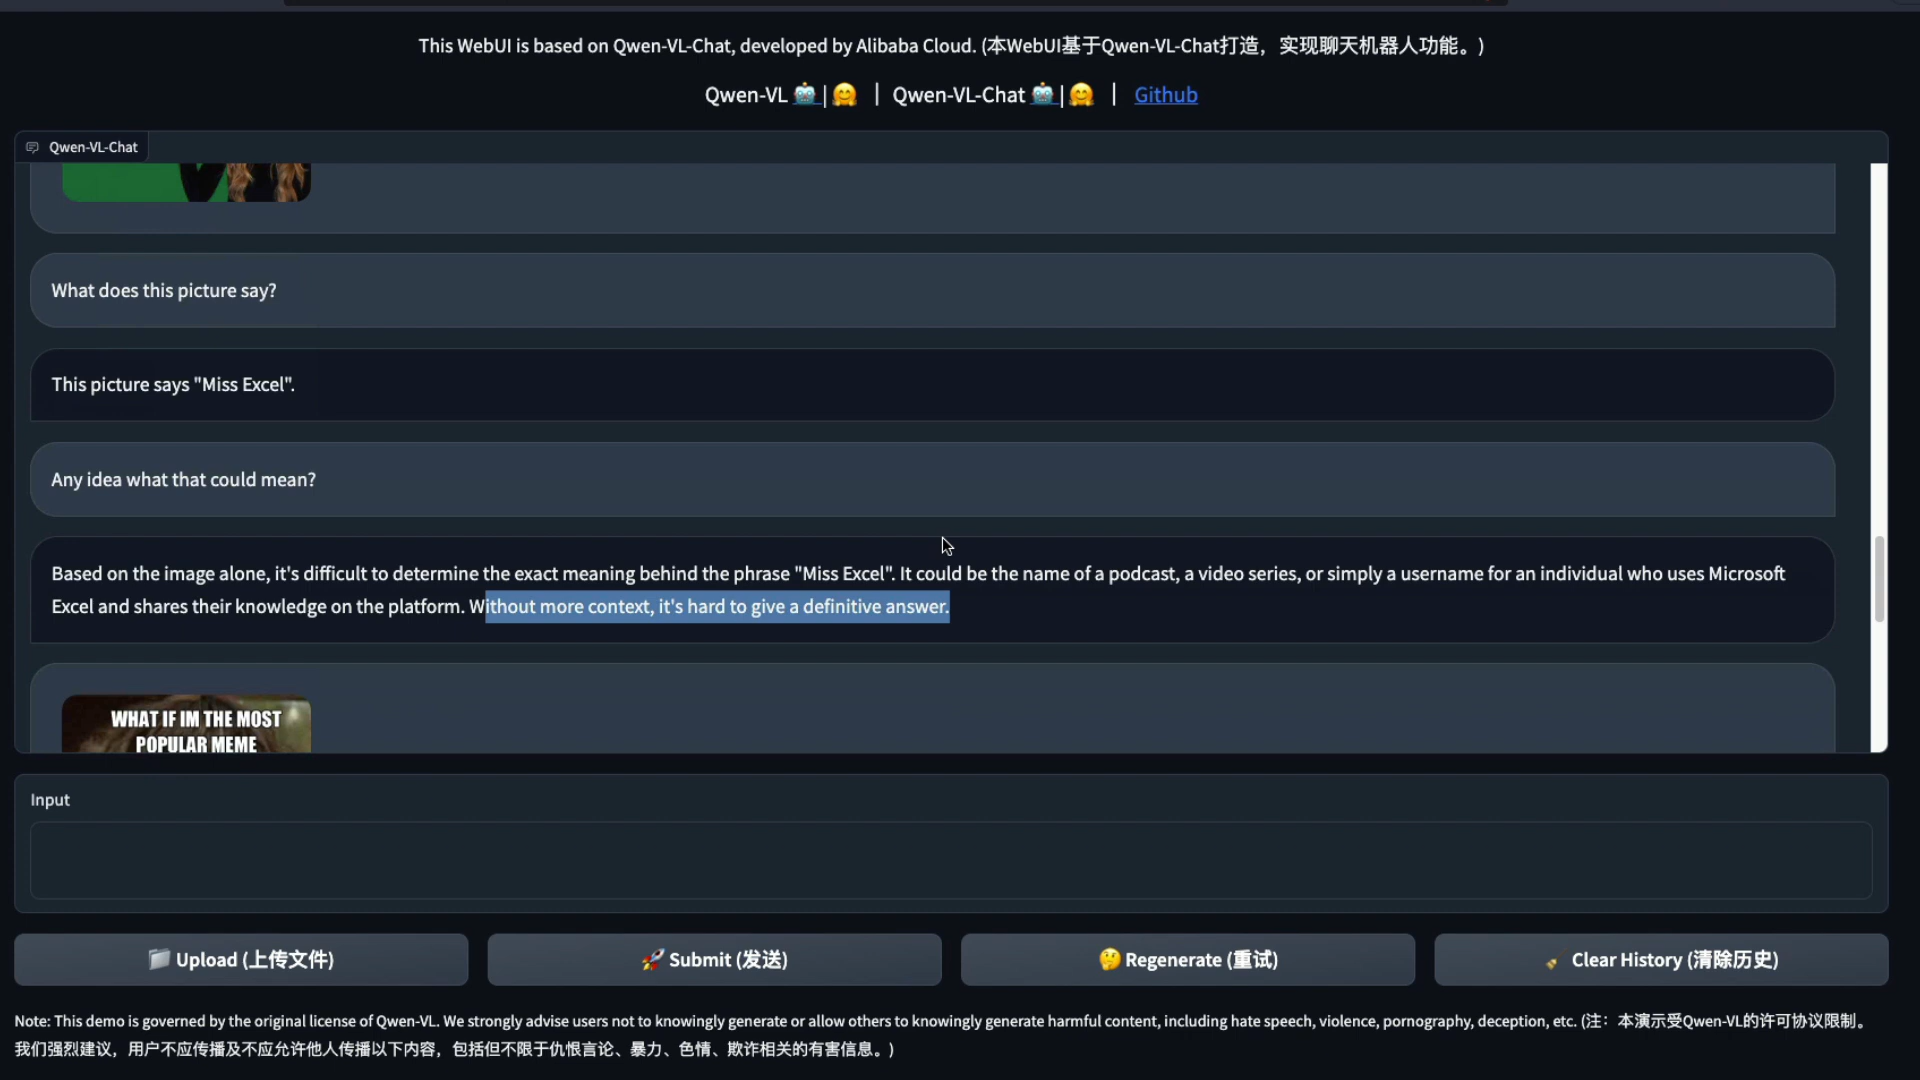 This WebUI is based on Qwen-VL-Chat, developed by Alibaba Cloud. (本WebUI基于Qwen-VL-Chat打造，实现聊天机器人功能。)
Qwen-VL 🤖 | 🤗 | Qwen-VL-Chat 🤖 | 🤗 | Github
Qwen-VL-Chat
What does this picture say?
This picture says "Miss Excel".
Any idea what that could mean?
Based on the image alone, it's difficult to determine the exact meaning behind the phrase "Miss Excel". It could be the name of a podcast, a video series, or simply a username for an individual who uses Microsoft
Excel and shares their knowledge on the platform. Without more context, it's hard to give a definitive answer.
WHAT IF IM THE MOST
POPULAR MEME
Input
📁 Upload (上传文件)
🚀 Submit (发送)
🤔 Regenerate (重试)
🧹 Clear History (清除历史)
Note: This demo is governed by the original license of Qwen-VL. We strongly advise users not to knowingly generate or allow others to knowingly generate harmful content, including hate speech, violence, pornography, deception, etc. (注：本演示受Qwen-VL的许可协议限制。
我们强烈建议，用户不应传播及不应允许他人传播以下内容，包括但不限于仇恨言论、暴力、色情、欺诈相关的有害信息。)